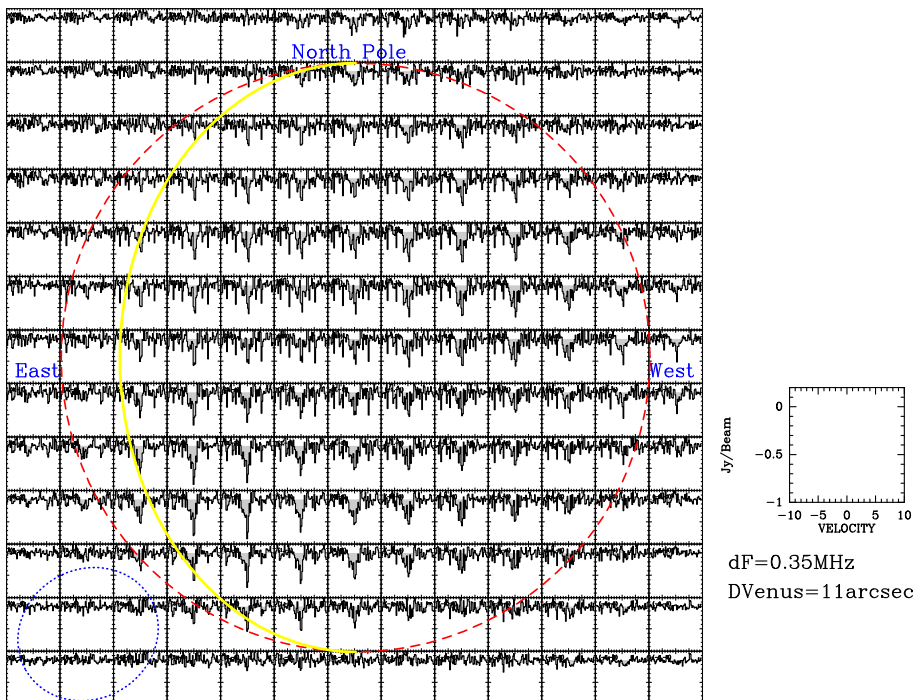 North Pole
East
West
0
-0.5
-1
Jy/Beam
-10 -5 0 5 10
VELOCITY
dF=0.35MHz
DVenus=11arcsec